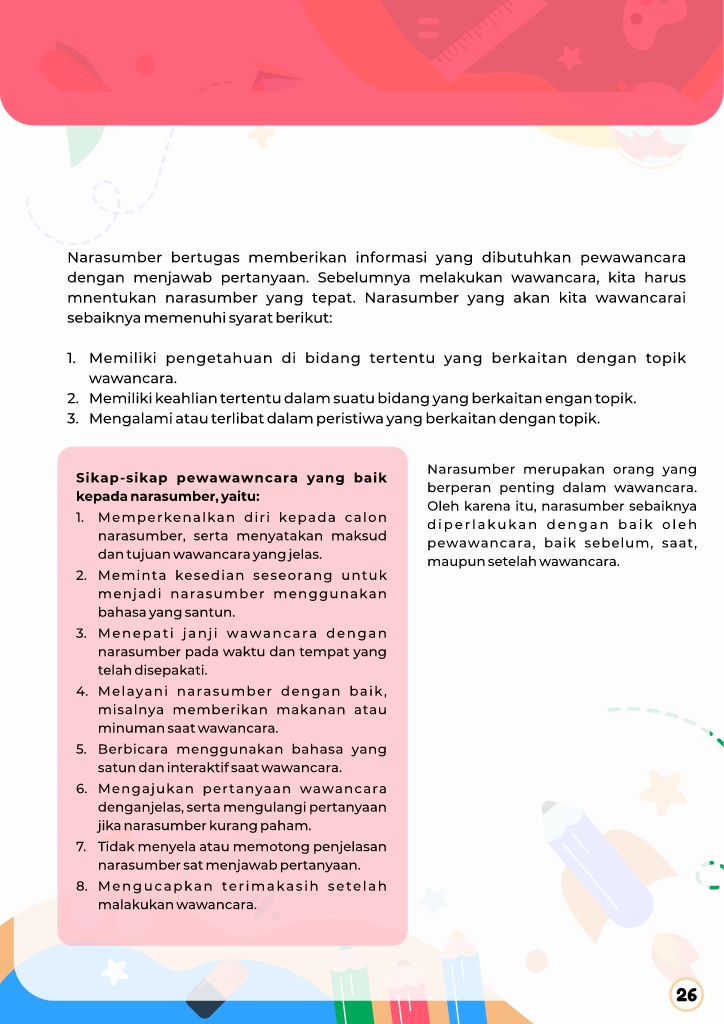 Narasumber bertugas memberikan informasi yang dibutuhkan pewawancara
dengan menjawab pertanyaan. Sebelumnya melakukan wawancara, kita harus
mnentukan narasumber yang tepat. Narasumber yang akan kita wawancarai
sebaiknya memenuhi syarat berikut:
1. Memiliki pengetahuan di bidang tertentu yang berkaitan dengan topik
wawancara.
2. Memiliki keahlian tertentu dalam suatu bidang yang berkaitan engan topik.
3. Mengalami atau terlibat dalam peristiwa yang berkaitan dengan topik.
Sikap-sikap pewawawncara yang baik
kepada narasumber, yaitu:
1. Memperkenalkan diri kepada calon
narasumber, serta menyatakan maksud
dan tujuan wawancara yang jelas.
2. Meminta kesedian seseorang untuk
menjadi narasumber menggunakan
bahasa yang santun.
3. Menepati janji wawancara dengan
narasumber pada waktu dan tempat yang
telah disepakati.
4. Melayani narasumber dengan baik,
misalnya memberikan makanan atau
minuman saat wawancara.
5. Berbicara menggunakan bahasa yang
satun dan interaktif saat wawancara.
6. Mengajukan pertanyaan wawancara
denganjelas, serta mengulangi pertanyaan
jika narasumber kurang paham.
7. Tidak menyela atau memotong penjelasan
narasumber sat menjawab pertanyaan.
8. Mengucapkan terimakasih setelah
malakukan wawancara.
Narasumber merupakan orang yang
berperan penting dalam wawancara.
Oleh karena itu, narasumber sebaiknya
diperlakukan dengan baik oleh
pewawancara, baik sebelum, saat,
maupun setelah wawancara.
26